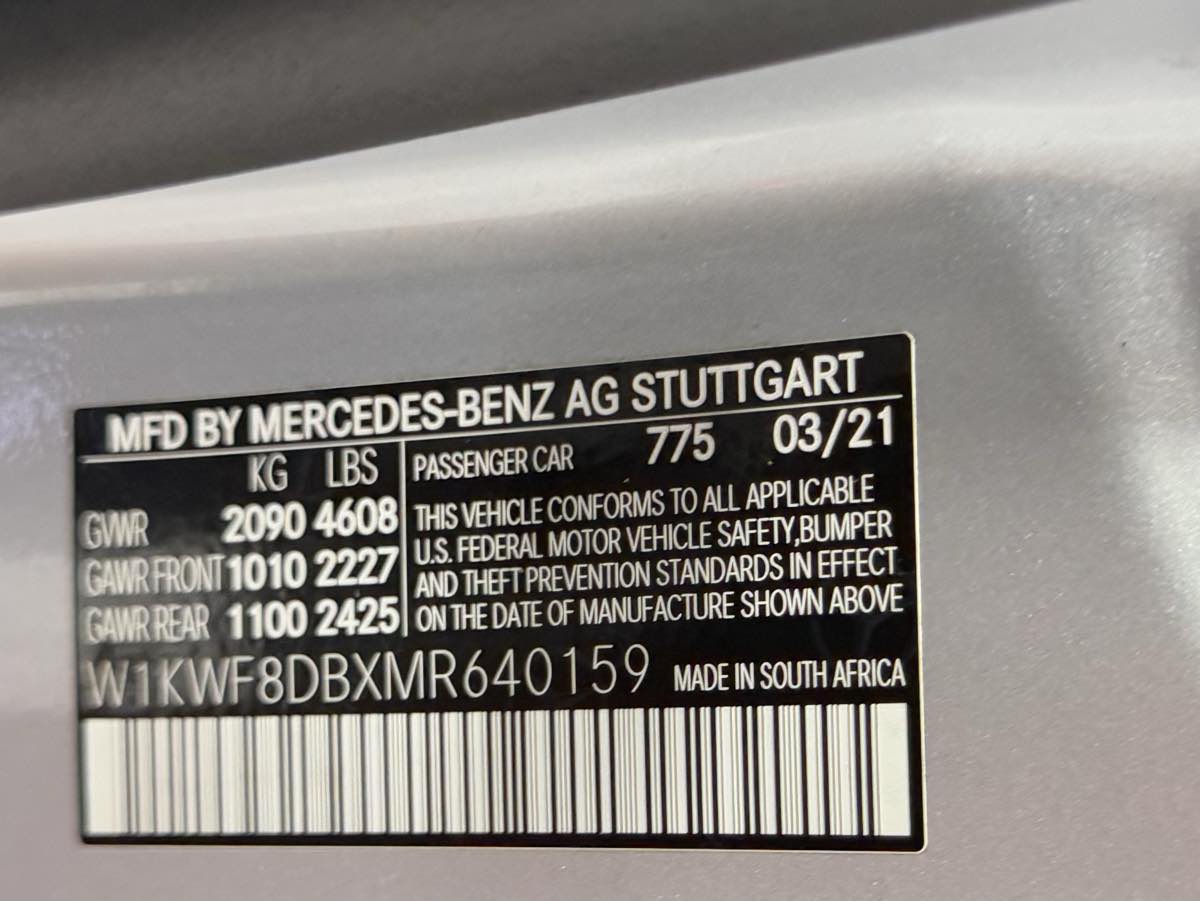 MFD BY MERCEDES-BENZ AG STUTTGART
KG LBS
GVWR 2090 4608
GAWR FRONT 1010 2227
GAWR REAR 1100 2425
PASSENGER CAR 775 03/21
THIS VEHICLE CONFORMS TO ALL APPLICABLE
U.S. FEDERAL MOTOR VEHICLE SAFETY,BUMPER
AND THEFT PREVENTION STANDARDS IN EFFECT
ON THE DATE OF MANUFACTURE SHOWN ABOVE
W1KWF8DBXMR640159 MADE IN SOUTH AFRICA